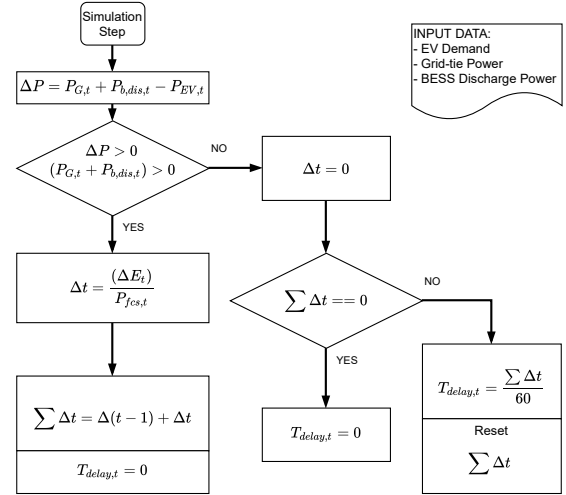 Simulation
Step
INPUT DATA:
- EV Demand
- Grid-tie Power
- BESS Discharge Power
ΔP = P_{G,t} + P_{b,dis,t} − P_{EV,t}
ΔP > 0
(P_{G,t} + P_{b,dis,t}) > 0
NO
Δt = 0
YES
Δt = (ΔE_t) / P_{fcs,t}
∑ Δt == 0
NO
YES
∑ Δt = Δ(t − 1) + Δt
T_{delay,t} = 0
T_{delay,t} = 0
T_{delay,t} = ∑ Δt / 60
Reset
∑ Δt